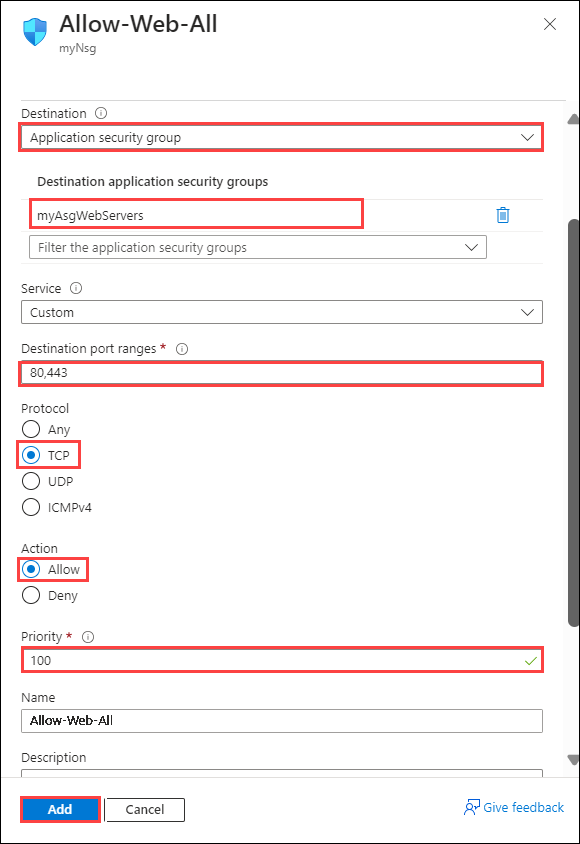 Allow-Web-All
myNsg
Destination
Application security group
Destination application security groups
myAsgWebServers
Filter the application security groups
Service
Custom
Destination port ranges *
80,443
Protocol
Any
TCP
UDP
ICMPv4
Action
Allow
Deny
Priority *
100
Name
Allow-Web-All
Description
Add
Cancel
Give feedback